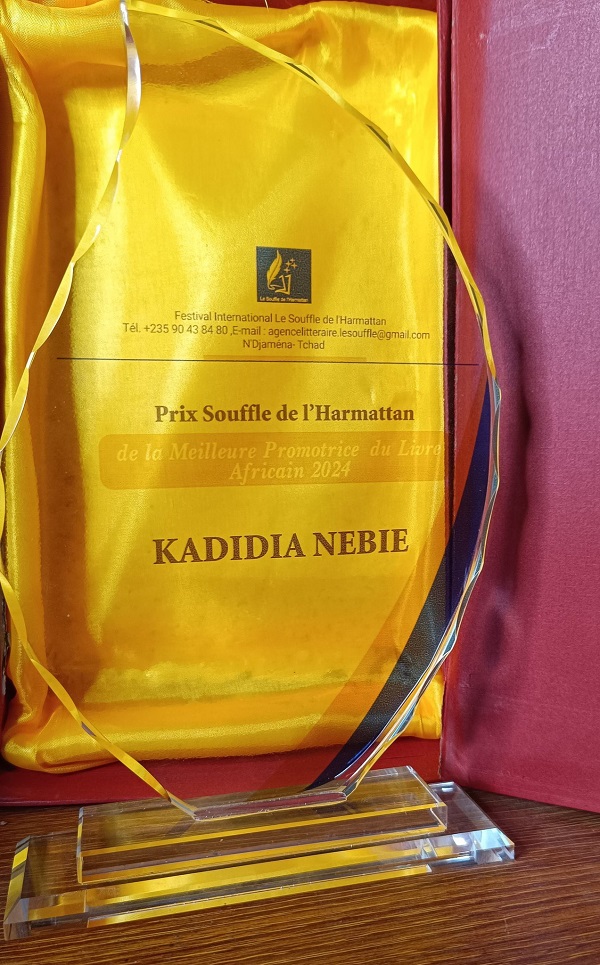 Le Souffle de l'Harmattan
Festival International Le Souffle de l'Harmattan
Tél. +235 90 43 84 80 ,E-mail : agencelitteraire.lesouffle@gmail.com
N'Djaména- Tchad
Prix Souffle de l'Harmattan
de la Meilleure Promotrice du Livre
Africain 2024
KADIDIA NEBIE